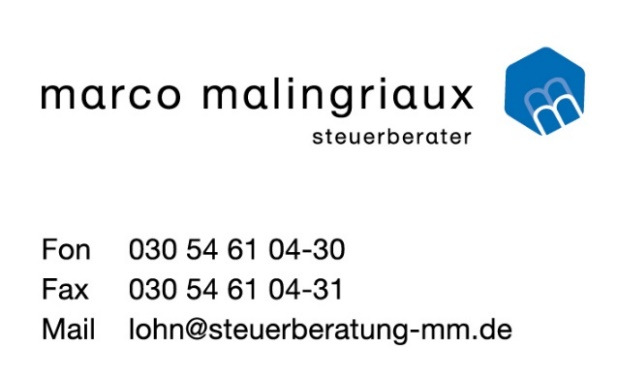 marco malingriaux
steuerberater
mm
Fon 030 54 61 04-30
Fax 030 54 61 04-31
Mail lohn@steuerberatung-mm.de